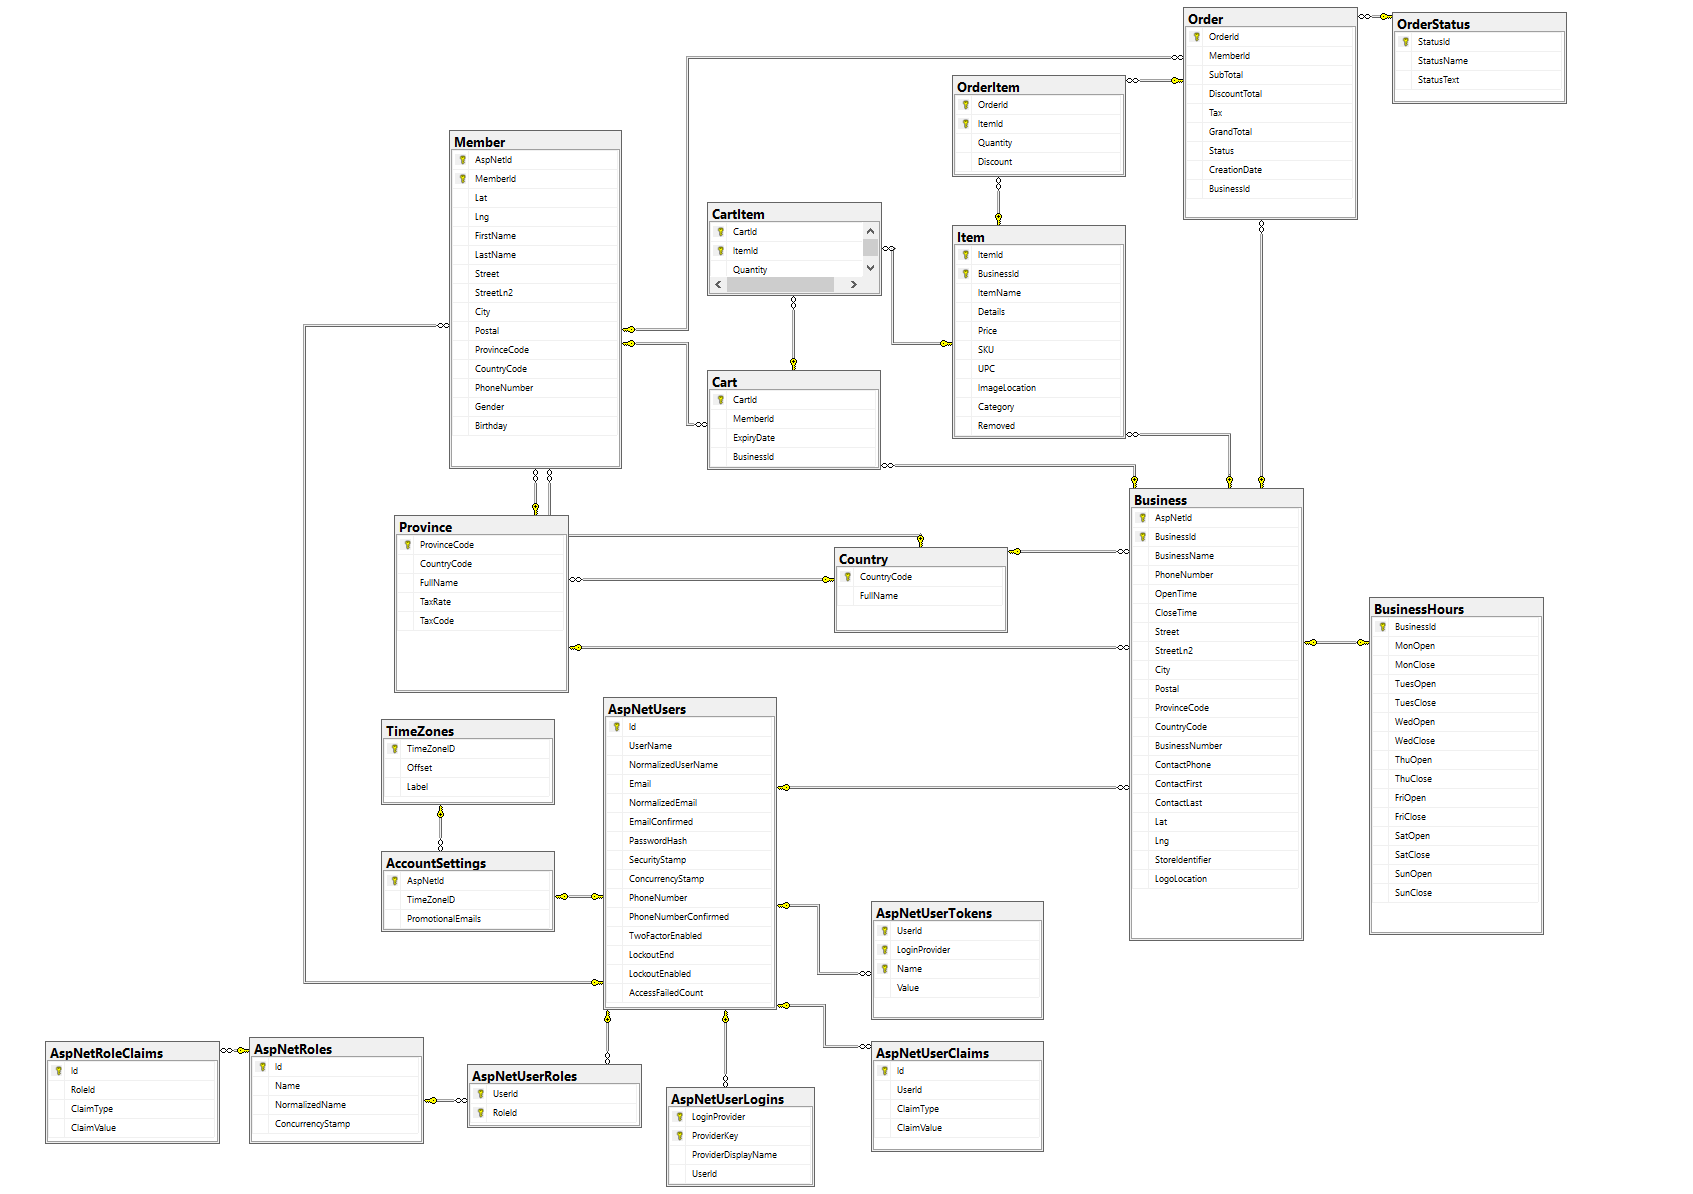 Order
OrderId
MemberId
SubTotal
DiscountTotal
Tax
GrandTotal
Status
CreationDate
BusinessId
OrderStatus
StatusId
StatusName
StatusText
OrderItem
OrderId
ItemId
Quantity
Discount
Member
AspNetId
MemberId
Lat
Lng
FirstName
LastName
Street
StreetLn2
City
Postal
ProvinceCode
CountryCode
PhoneNumber
Gender
Birthday
CartItem
CartId
ItemId
Quantity
Item
ItemId
BusinessId
ItemName
Details
Price
SKU
UPC
ImageLocation
Category
Removed
Cart
CartId
MemberId
ExpiryDate
BusinessId
Business
AspNetId
BusinessId
BusinessName
PhoneNumber
OpenTime
CloseTime
Street
StreetLn2
City
Postal
ProvinceCode
CountryCode
BusinessNumber
ContactPhone
ContactFirst
ContactLast
Lat
Lng
StoreIdentifier
LogoLocation
Province
ProvinceCode
CountryCode
FullName
TaxRate
TaxCode
Country
CountryCode
FullName
BusinessHours
BusinessId
MonOpen
MonClose
TuesOpen
TuesClose
WedOpen
WedClose
ThuOpen
ThuClose
FriOpen
FriClose
SatOpen
SatClose
SunOpen
SunClose
AspNetUsers
Id
UserName
NormalizedUserName
Email
NormalizedEmail
EmailConfirmed
PasswordHash
SecurityStamp
ConcurrencyStamp
PhoneNumber
PhoneNumberConfirmed
TwoFactorEnabled
LockoutEnd
LockoutEnabled
AccessFailedCount
TimeZones
TimeZoneID
Offset
Label
AccountSettings
AspNetId
TimeZoneID
PromotionalEmails
AspNetUserTokens
UserId
LoginProvider
Name
Value
AspNetRoleClaims
Id
RoleId
ClaimType
ClaimValue
AspNetRoles
Id
Name
NormalizedName
ConcurrencyStamp
AspNetUserRoles
UserId
RoleId
AspNetUserLogins
LoginProvider
ProviderKey
ProviderDisplayName
UserId
AspNetUserClaims
Id
UserId
ClaimType
ClaimValue